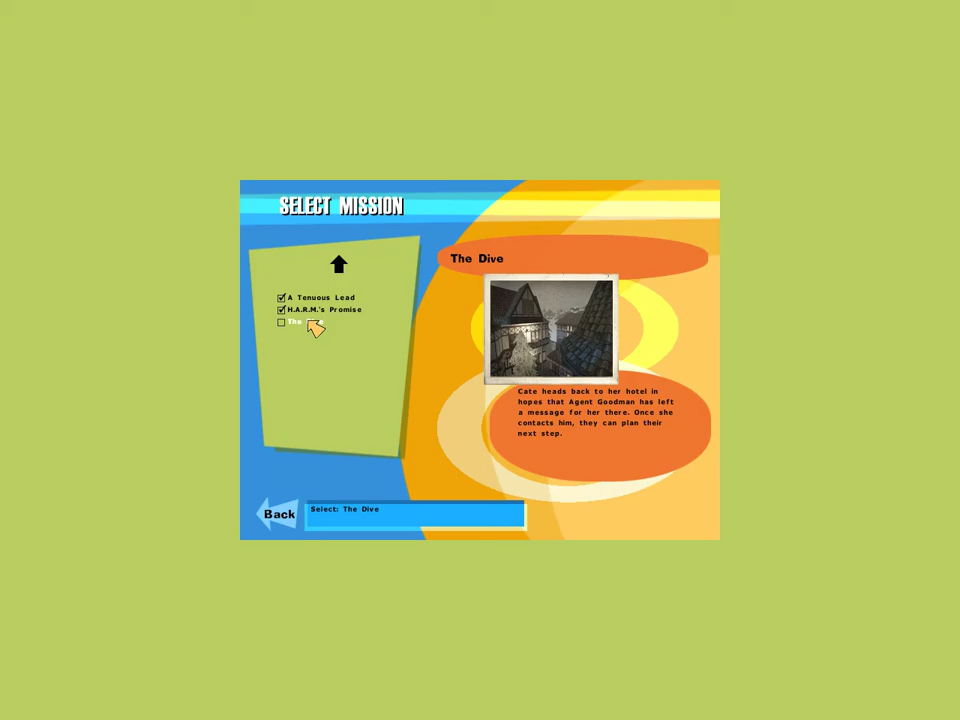 SELECT MISSION
A Tenuous Lead
H.A.R.M.'s Promise
The
The Dive
Cate heads back to her hotel in
hopes that Agent Goodman has left
a message for her there. Once she
contacts him, they can plan their
next step.
Back
Select: The Dive